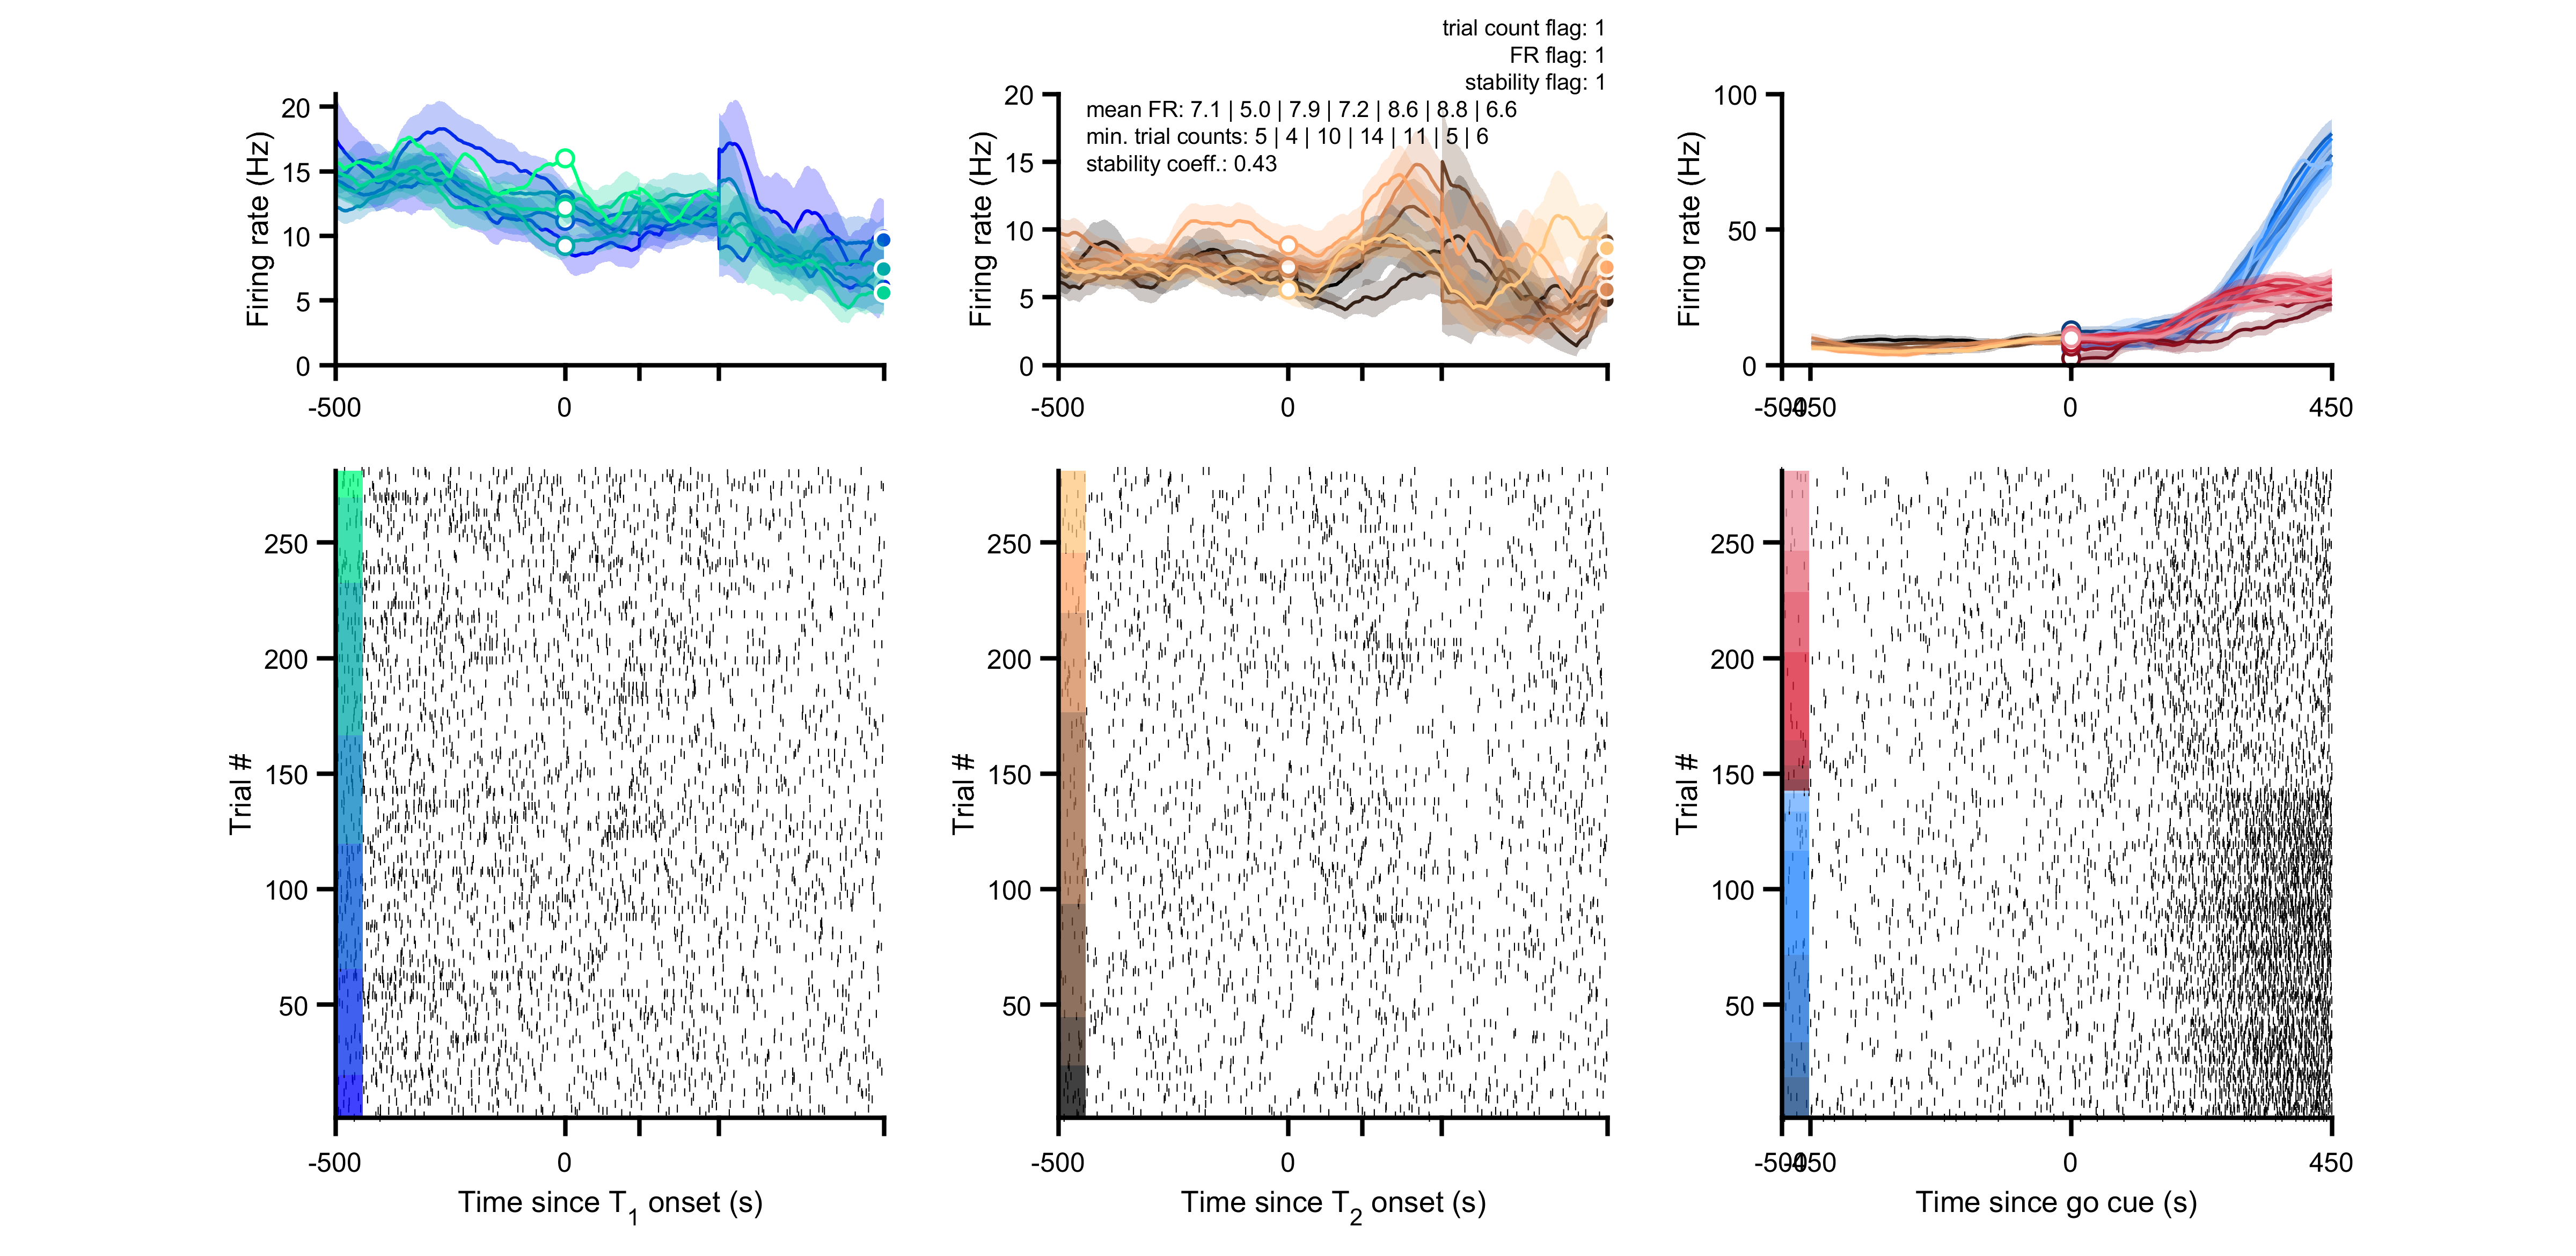 trial count flag: 1
FR flag: 1
stability flag: 1
mean FR: 7.1 | 5.0 | 7.9 | 7.2 | 8.6 | 8.8 | 6.6
min. trial counts: 5 | 4 | 10 | 14 | 11 | 5 | 6
stability coeff.: 0.43
Firing rate (Hz)
20
15
10
5
0
-500
0
Firing rate (Hz)
20
15
10
5
0
-500
0
Firing rate (Hz)
100
50
0
-500
-450
0
450
Trial #
250
200
150
100
50
-500
0
Time since T1 onset (s)
Trial #
250
200
150
100
50
-500
0
Time since T2 onset (s)
Trial #
250
200
150
100
50
-500
-450
0
450
Time since go cue (s)